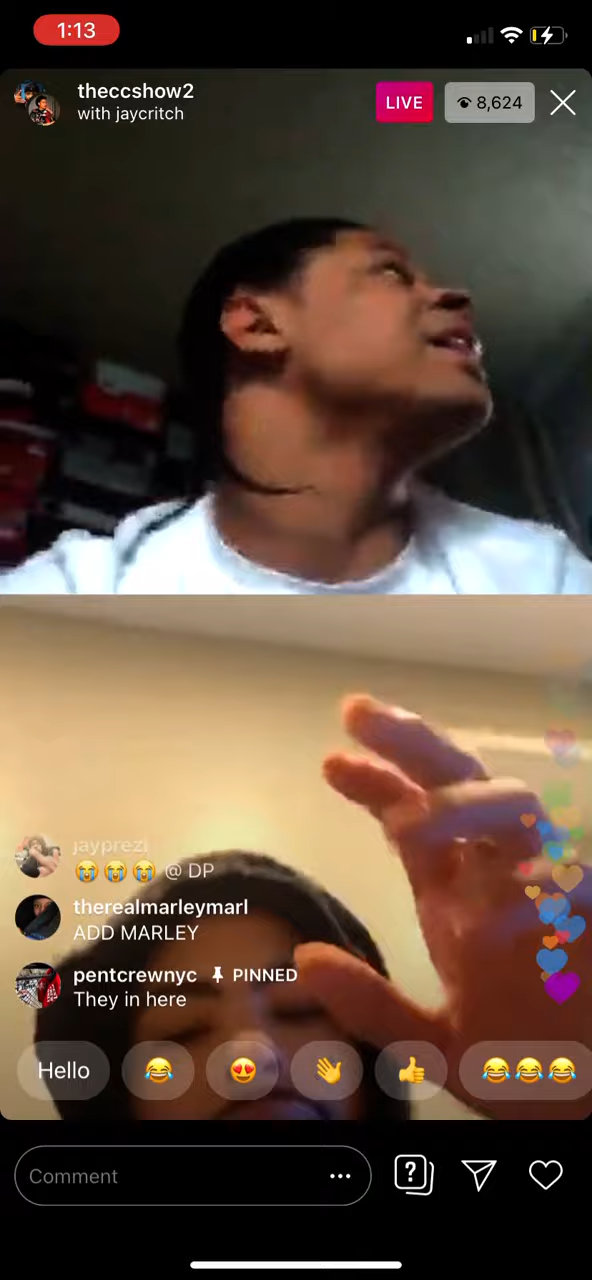 1:13
theccshow2
with jaycritch
LIVE
8,624
jayprezi
😭😭😭 @ DP
therealmarleymarl
ADD MARLEY
pentcrewnyc PINNED
They in here
Hello 😂 😍 👋 👍 😂😂😂
Comment